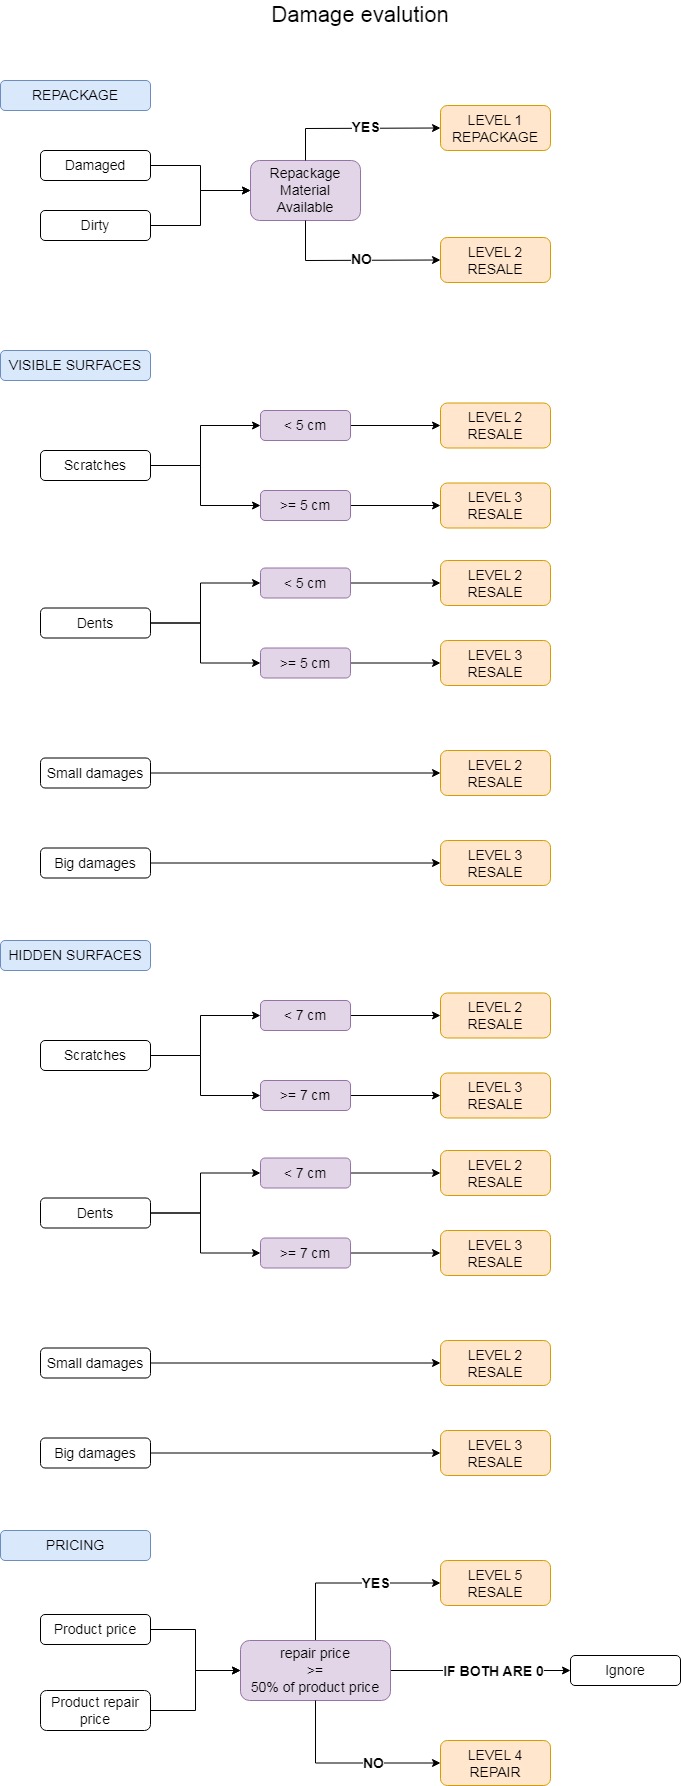 Damage evalution
REPACKAGE
Damaged
Dirty
Repackage
Material
Available
YES
LEVEL 1
REPACKAGE
NO
LEVEL 2
RESALE
VISIBLE SURFACES
Scratches
< 5 cm
LEVEL 2
RESALE
>= 5 cm
LEVEL 3
RESALE
Dents
< 5 cm
LEVEL 2
RESALE
>= 5 cm
LEVEL 3
RESALE
Small damages
LEVEL 2
RESALE
Big damages
LEVEL 3
RESALE
HIDDEN SURFACES
Scratches
< 7 cm
LEVEL 2
RESALE
>= 7 cm
LEVEL 3
RESALE
Dents
< 7 cm
LEVEL 2
RESALE
>= 7 cm
LEVEL 3
RESALE
Small damages
LEVEL 2
RESALE
Big damages
LEVEL 3
RESALE
PRICING
Product price
Product repair
price
repair price
>=
50% of product price
YES
LEVEL 5
RESALE
IF BOTH ARE 0
Ignore
NO
LEVEL 4
REPAIR